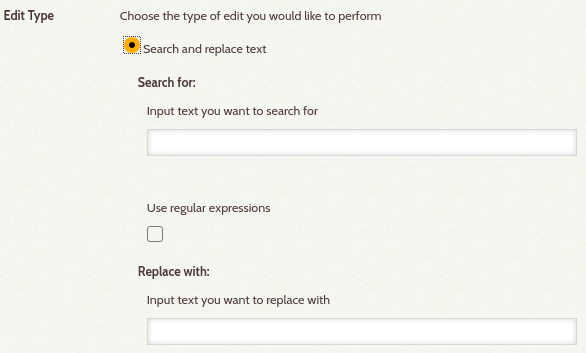 Edit Type
Choose the type of edit you would like to perform
Search and replace text
Search for:
Input text you want to search for
Use regular expressions
Replace with:
Input text you want to replace with